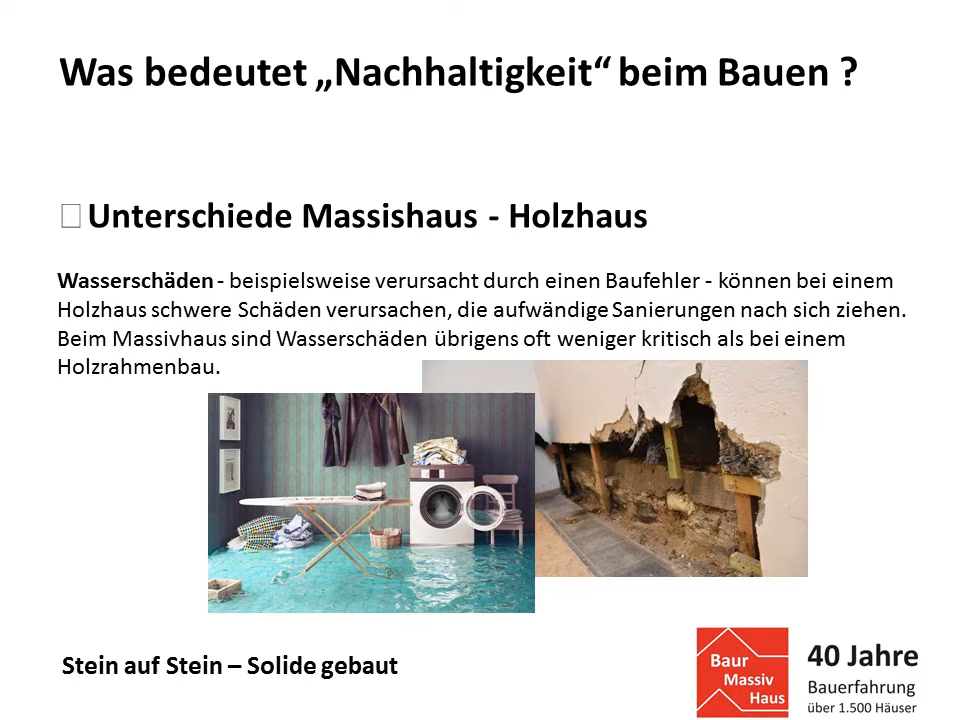 Was bedeutet „Nachhaltigkeit“ beim Bauen ?
Unterschiede Massishaus - Holzhaus
Wasserschäden - beispielsweise verursacht durch einen Baufehler - können bei einem
Holzhaus schwere Schäden verursachen, die aufwändige Sanierungen nach sich ziehen.
Beim Massivhaus sind Wasserschäden übrigens oft weniger kritisch als bei einem
Holzrahmenbau.
Stein auf Stein – Solide gebaut
Baur
Massiv
Haus
40 Jahre
Bauerfahrung
über 1.500 Häuser